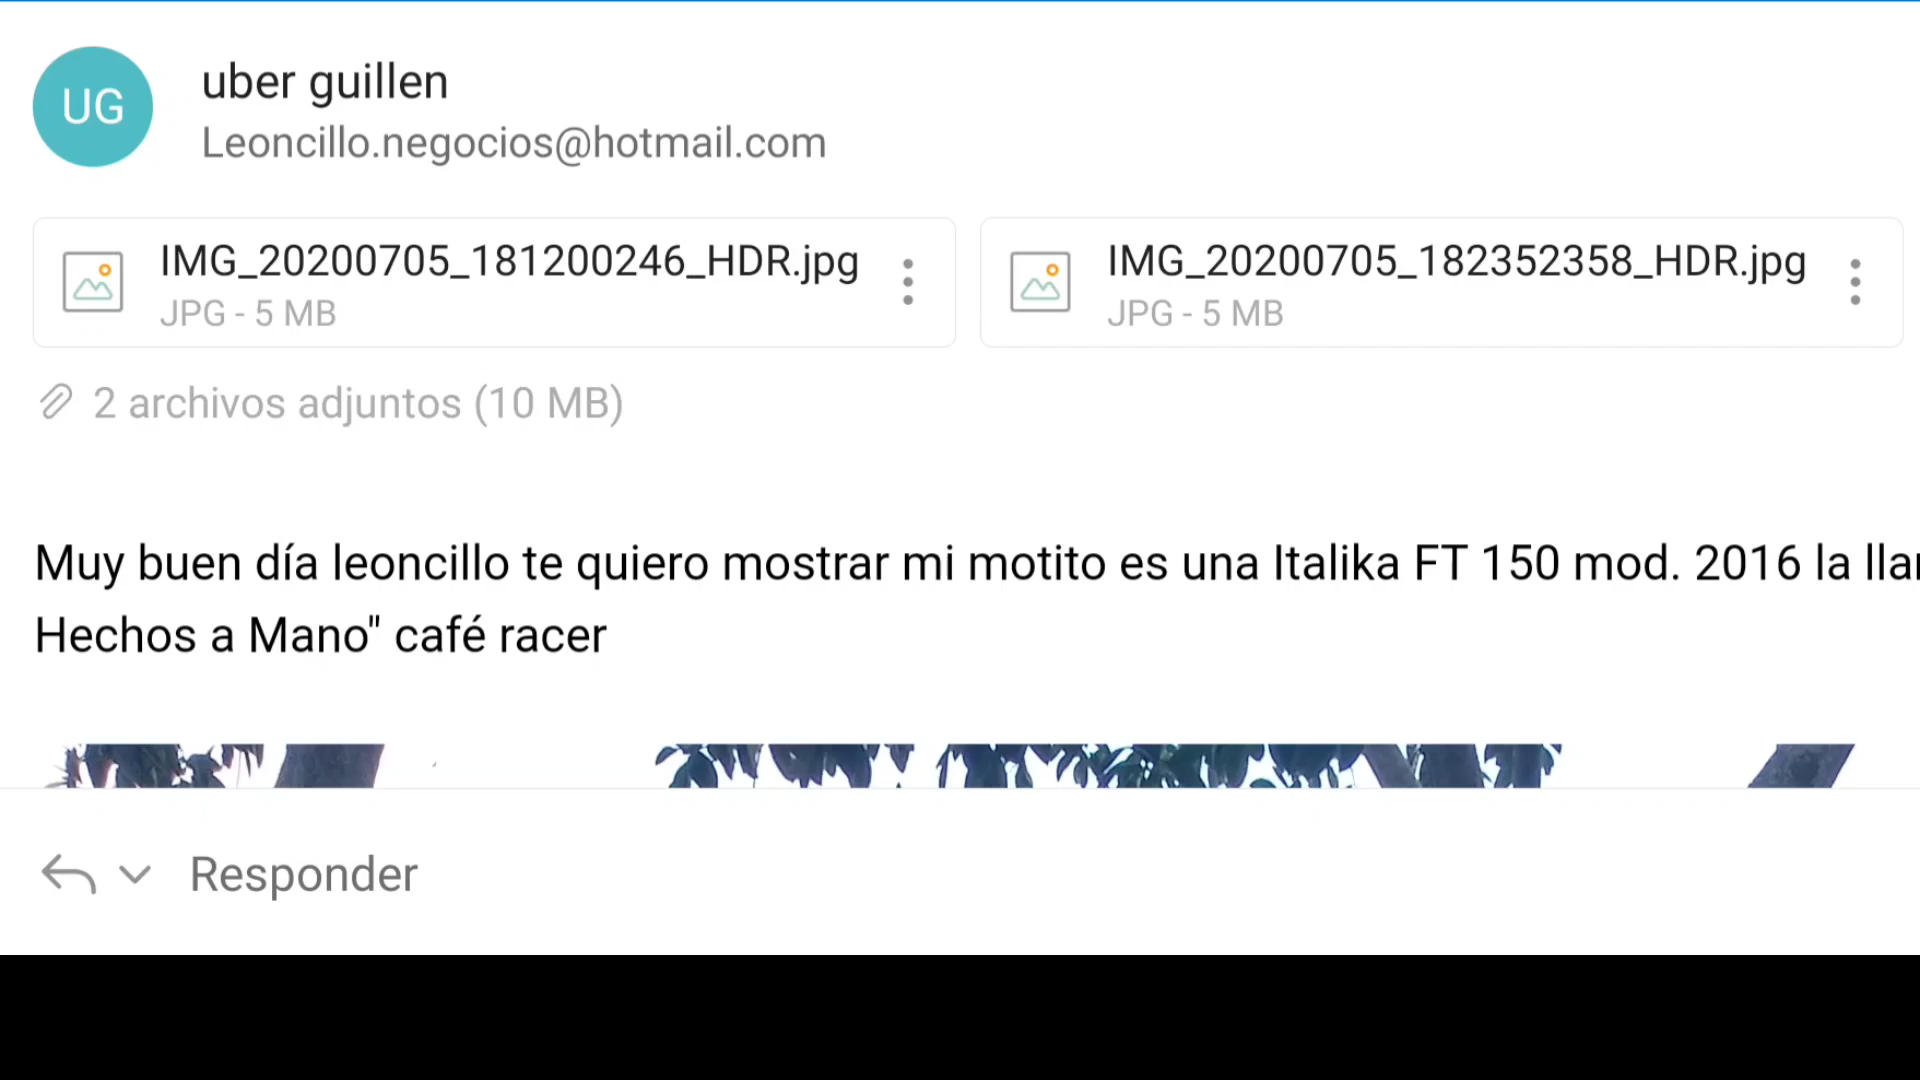 UG
uber guillen
Leoncillo.negocios@hotmail.com
IMG_20200705_181200246_HDR.jpg
JPG - 5 MB
IMG_20200705_182352358_HDR.jpg
JPG - 5 MB
2 archivos adjuntos (10 MB)
Muy buen día leoncillo te quiero mostrar mi motito es una Italika FT 150 mod. 2016 la
Hechos a Mano" café racer
Responder